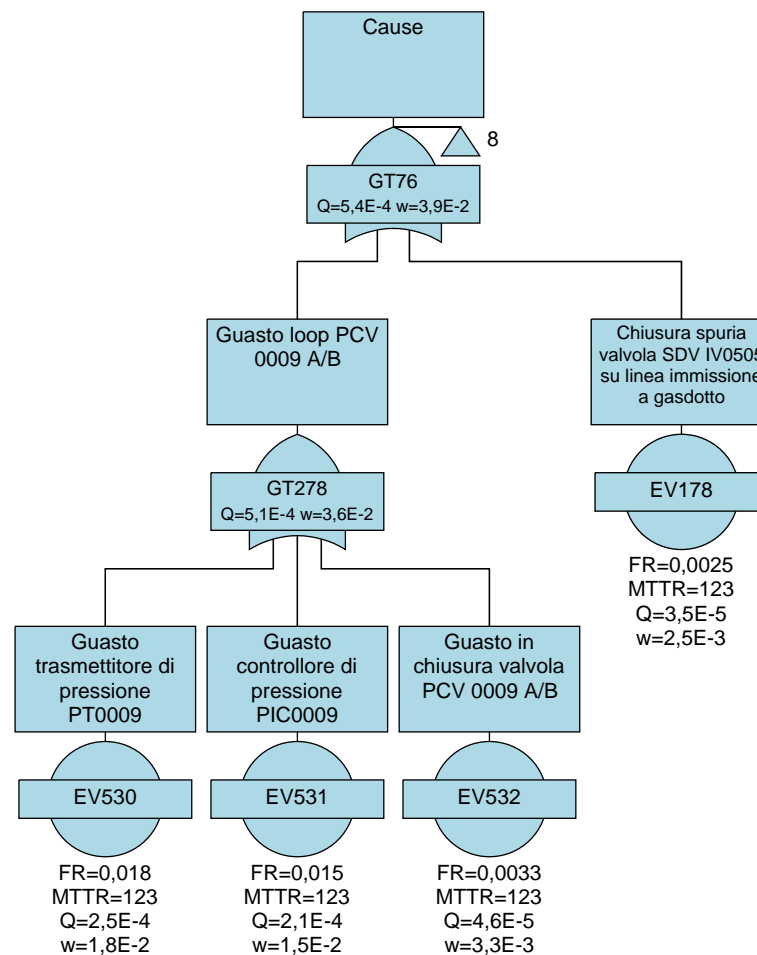 Cause
8
GT76
Q=5,4E-4 w=3,9E-2
Guasto loop PCV
0009 A/B
Chiusura spuria
valvola SDV IV0505
su linea immissione
a gasdotto
GT278
Q=5,1E-4 w=3,6E-2
EV178
FR=0,0025
MTTR=123
Q=3,5E-5
w=2,5E-3
Guasto
trasmettitore di
pressione
PT0009
Guasto
controllore di
pressione
PIC0009
Guasto in
chiusura valvola
PCV 0009 A/B
EV530
EV531
EV532
FR=0,018
MTTR=123
Q=2,5E-4
w=1,8E-2
FR=0,015
MTTR=123
Q=2,1E-4
w=1,5E-2
FR=0,0033
MTTR=123
Q=4,6E-5
w=3,3E-3